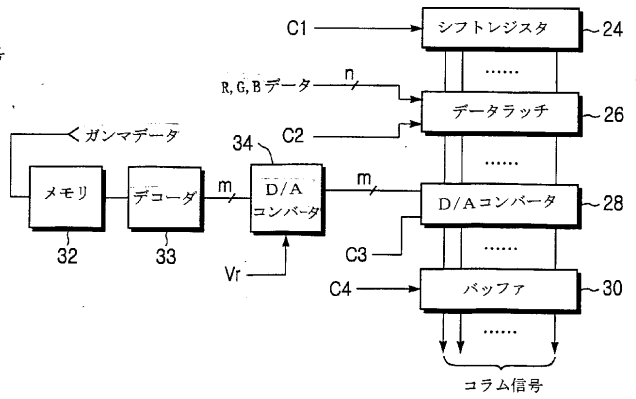 C1
シフトレジスタ
24
……
R,G,Bデータ
n
データラッチ
26
C2
ガンマデータ
34
……
メモリ
デコーダ
m
D/A
コンバータ
m
D/Aコンバータ
28
32
33
C3
……
Vr
C4
バッファ
30
……
コラム信号